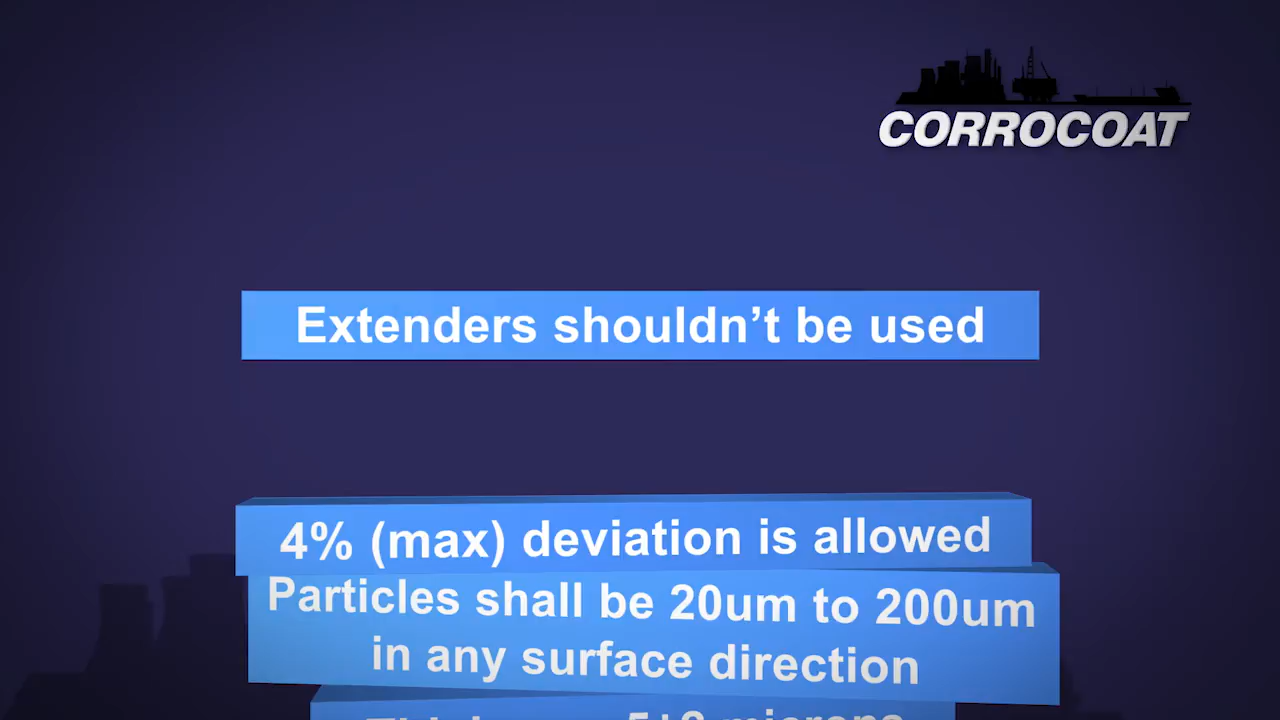 CORROCOAT
Extenders shouldn’t be used
4% (max) deviation is allowed
Particles shall be 20um to 200um
in any surface direction